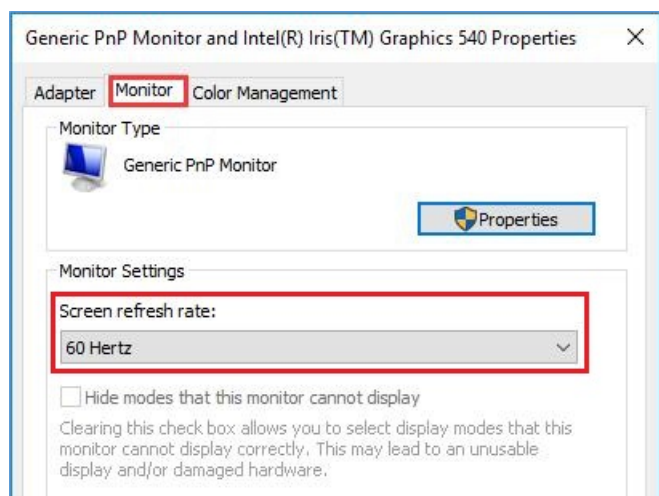 Generic PnP Monitor and Intel(R) Iris(TM) Graphics 540 Properties
Adapter Monitor Color Management
Monitor Type
Generic PnP Monitor
Properties
Monitor Settings
Screen refresh rate:
60 Hertz
Hide modes that this monitor cannot display
Clearing this check box allows you to select display modes that this
monitor cannot display correctly. This may lead to an unusable
display and/or damaged hardware.